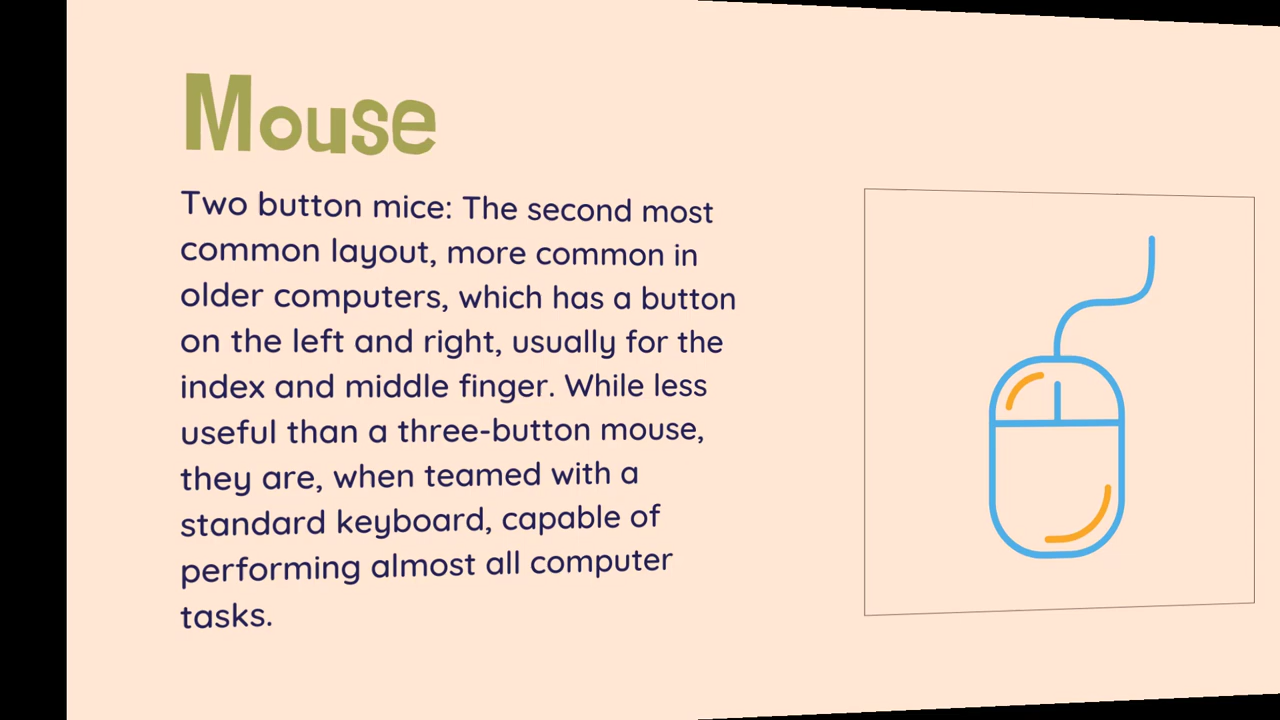 Mouse
Two button mice: The second most
common layout, more common in
older computers, which has a button
on the left and right, usually for the
index and middle finger. While less
useful than a three-button mouse,
they are, when teamed with a
standard keyboard, capable of
performing almost all computer
tasks.